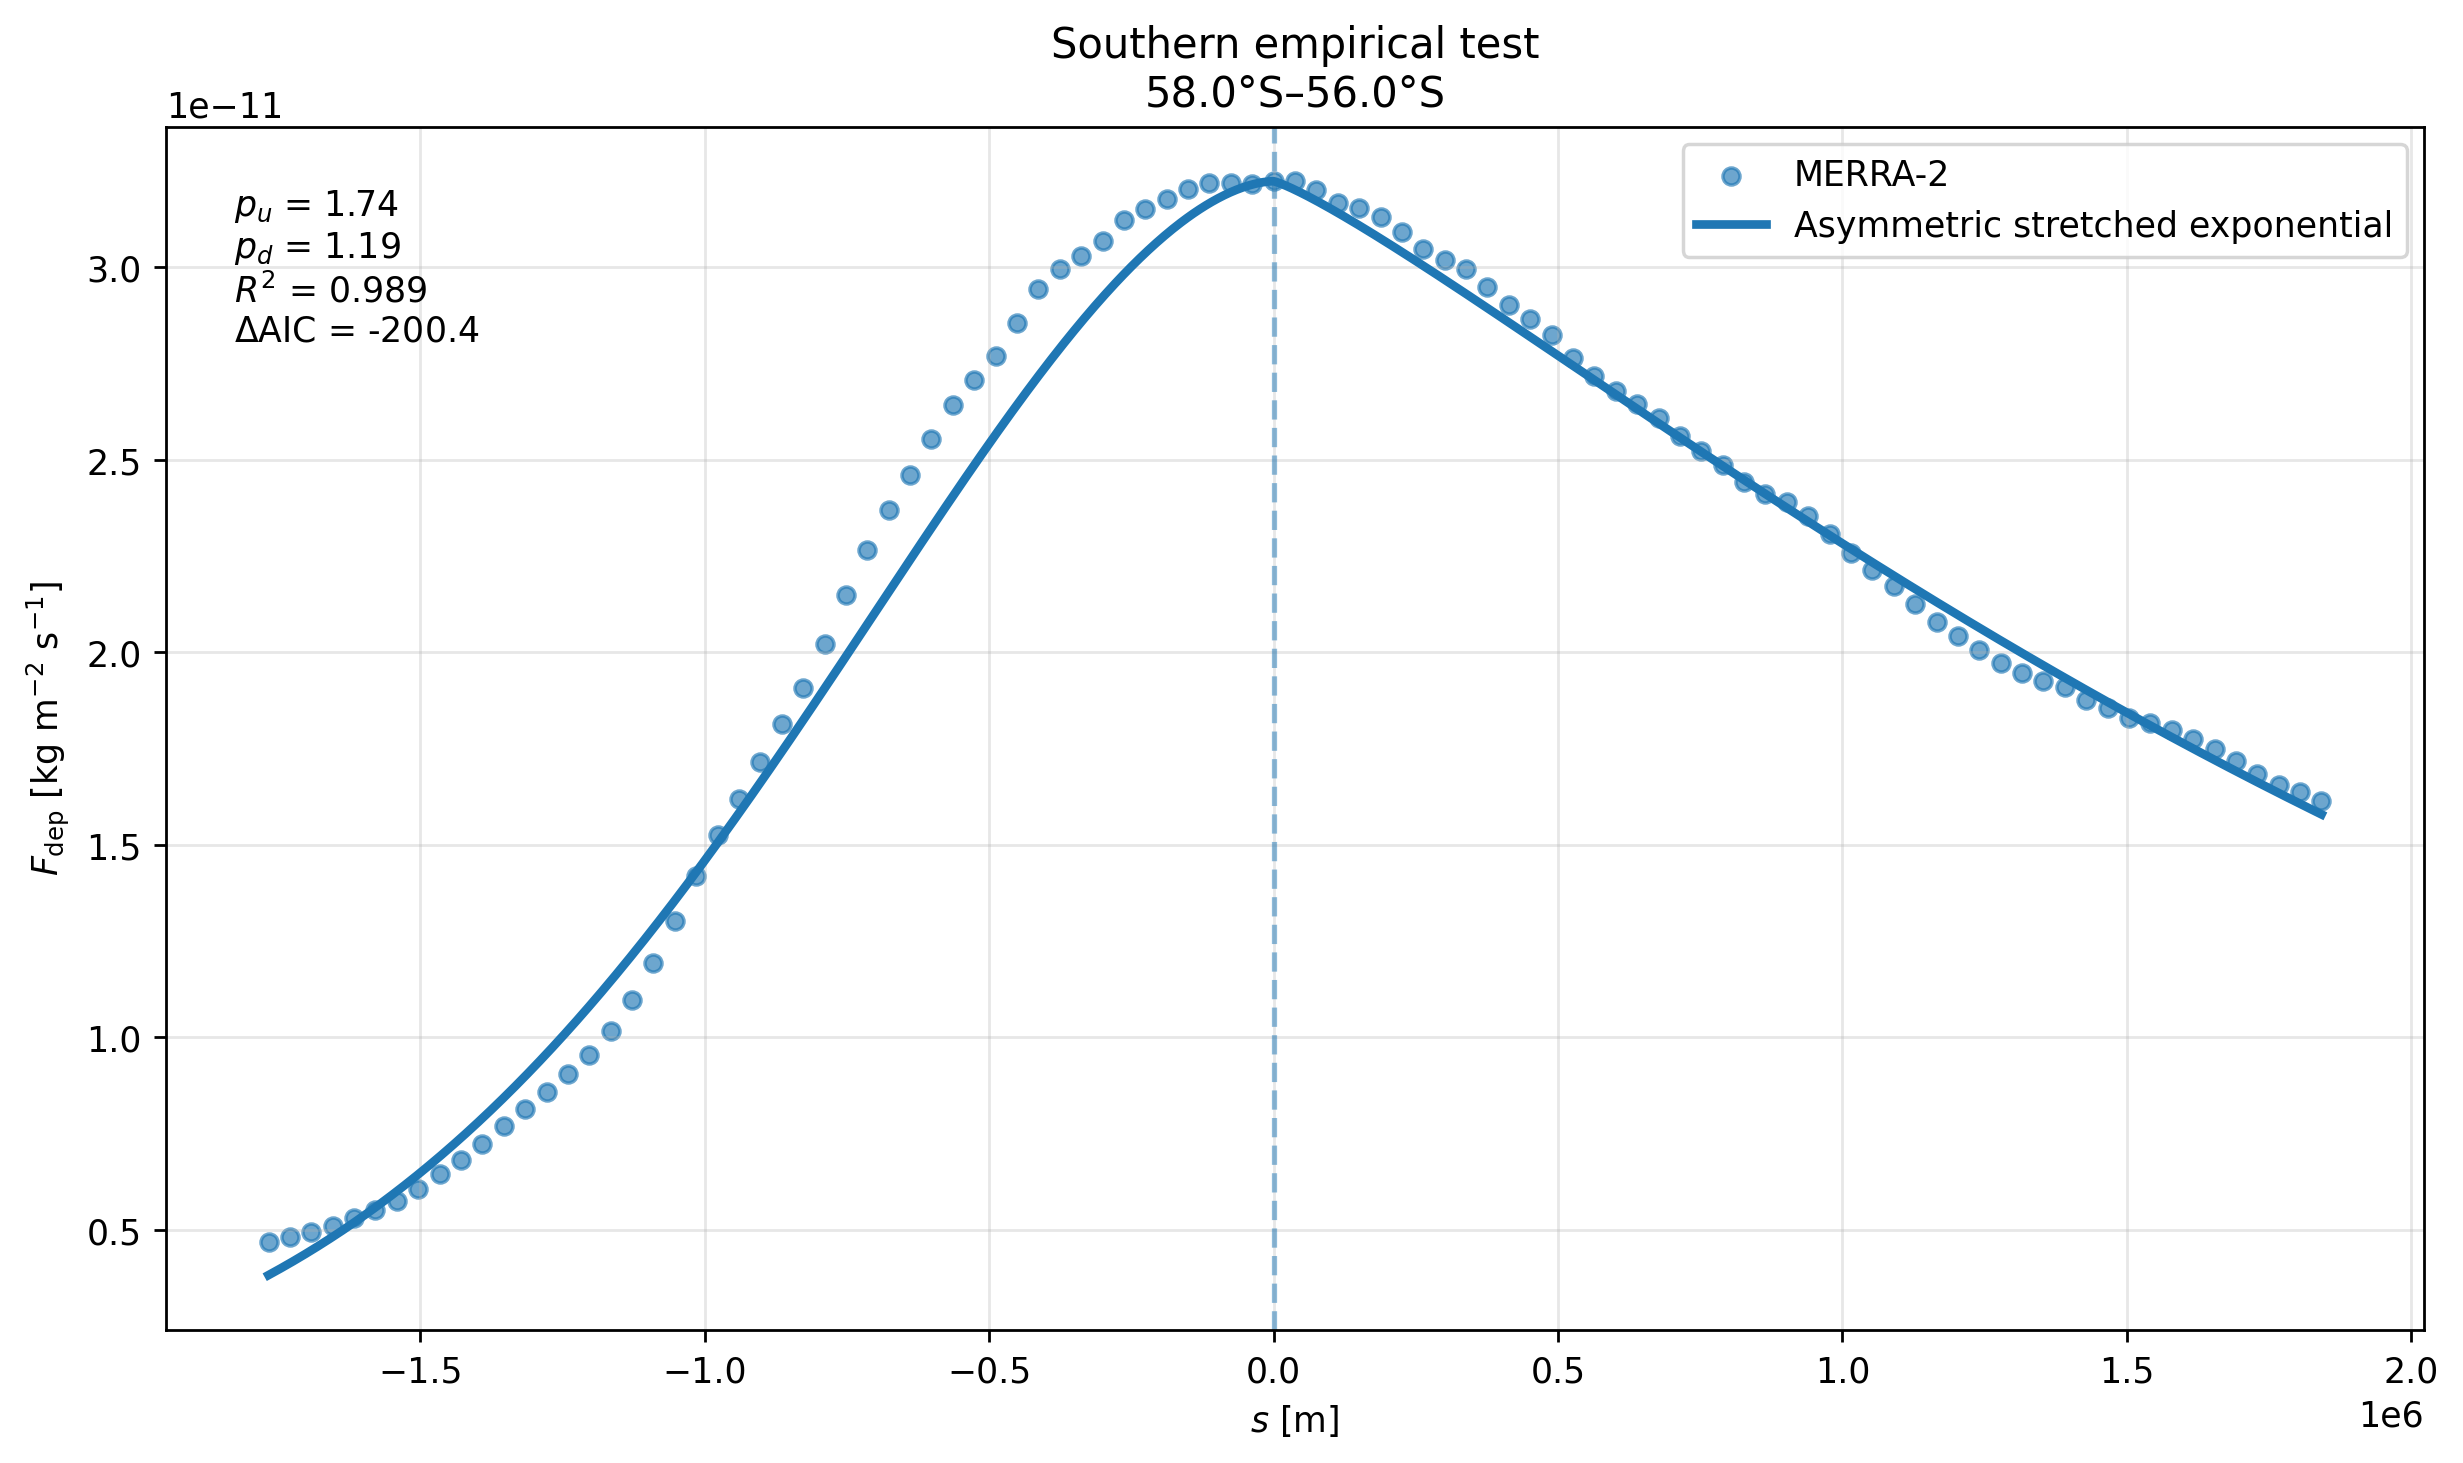 Southern empirical test
58.0°S–56.0°S
1e−11
p_u = 1.74
p_d = 1.19
R² = 0.989
ΔAIC = -200.4
MERRA-2
Asymmetric stretched exponential
3.0
2.5
2.0
1.5
1.0
0.5
F_dep [kg m⁻² s⁻¹]
−1.5 −1.0 −0.5 0.0 0.5 1.0 1.5 2.0
s [m]
1e6